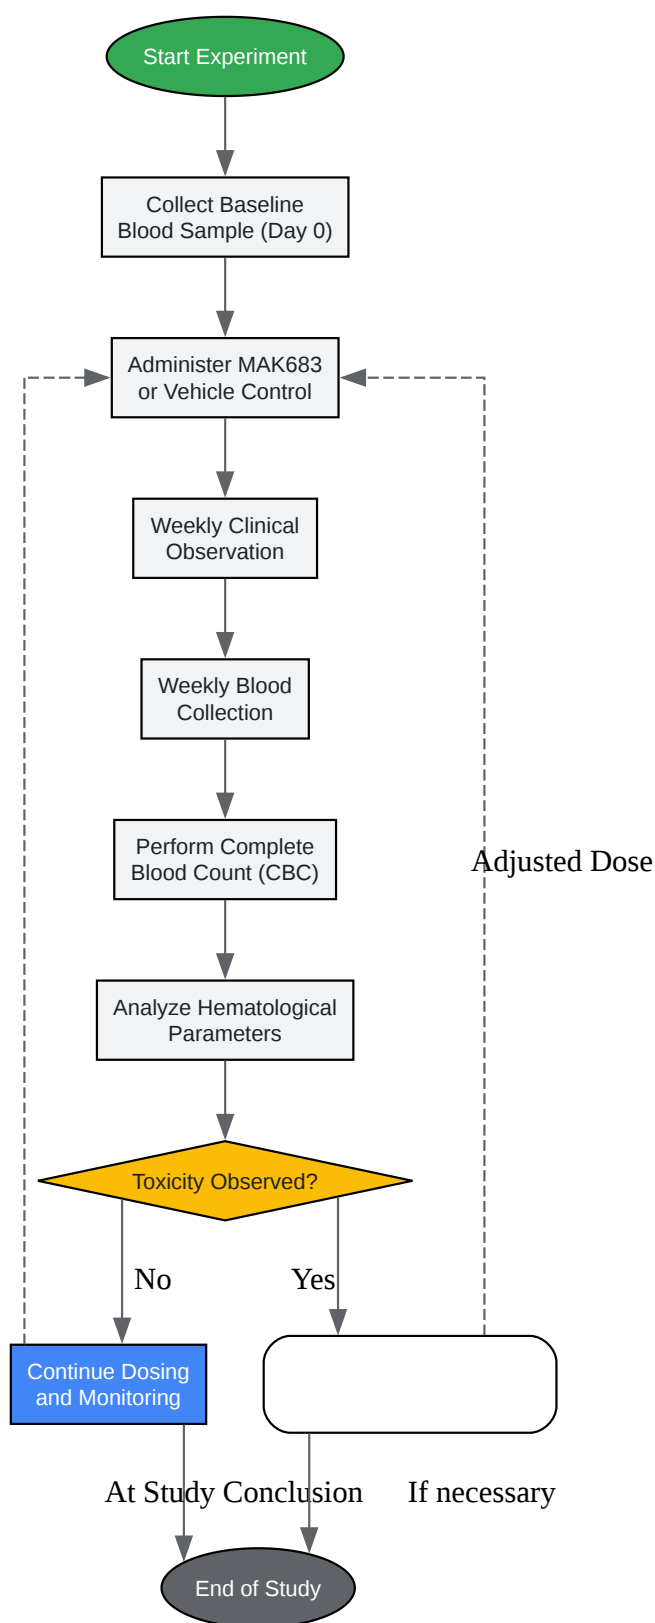 Start Experiment
Collect Baseline
Blood Sample (Day 0)
Administer MAK683
or Vehicle Control
Weekly Clinical
Observation
Weekly Blood
Collection
Perform Complete
Blood Count (CBC)
Adjusted Dose
Analyze Hematological
Parameters
Toxicity Observed?
No
Yes
Continue Dosing
and Monitoring
At Study Conclusion
If necessary
End of Study